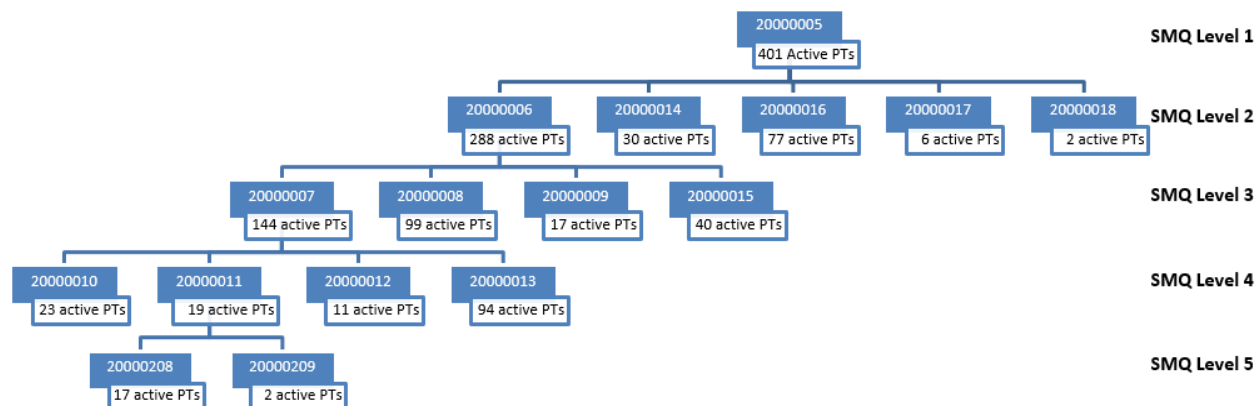 20000005
SMQ Level 1
401 Active PTs
20000006 20000014 20000016 20000017 20000018
SMQ Level 2
288 active PTs 30 active PTs 77 active PTs 6 active PTs 2 active PTs
20000007 20000008 20000009 20000015
SMQ Level 3
144 active PTs 99 active PTs 17 active PTs 40 active PTs
20000010 20000011 20000012 20000013
SMQ Level 4
23 active PTs 19 active PTs 11 active PTs 94 active PTs
20000208 20000209
SMQ Level 5
17 active PTs 2 active PTs